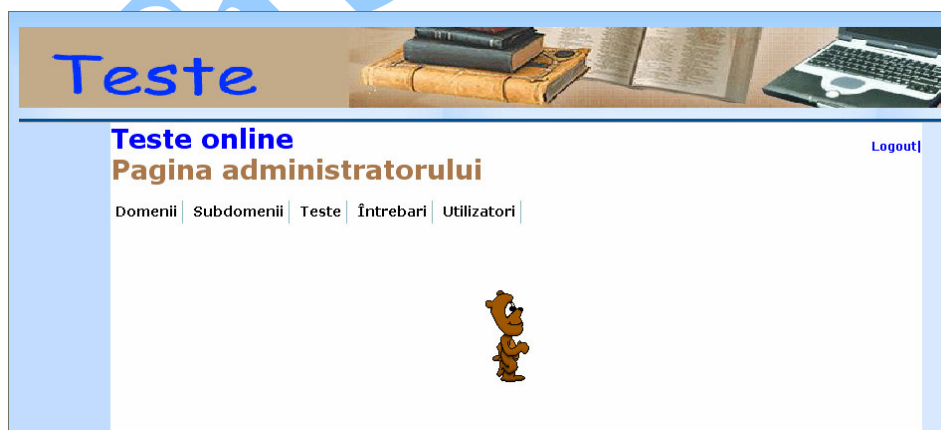 Teste
Teste online
Logout|
Pagina administratorului
Domenii Subdomenii Teste Întrebari Utilizatori